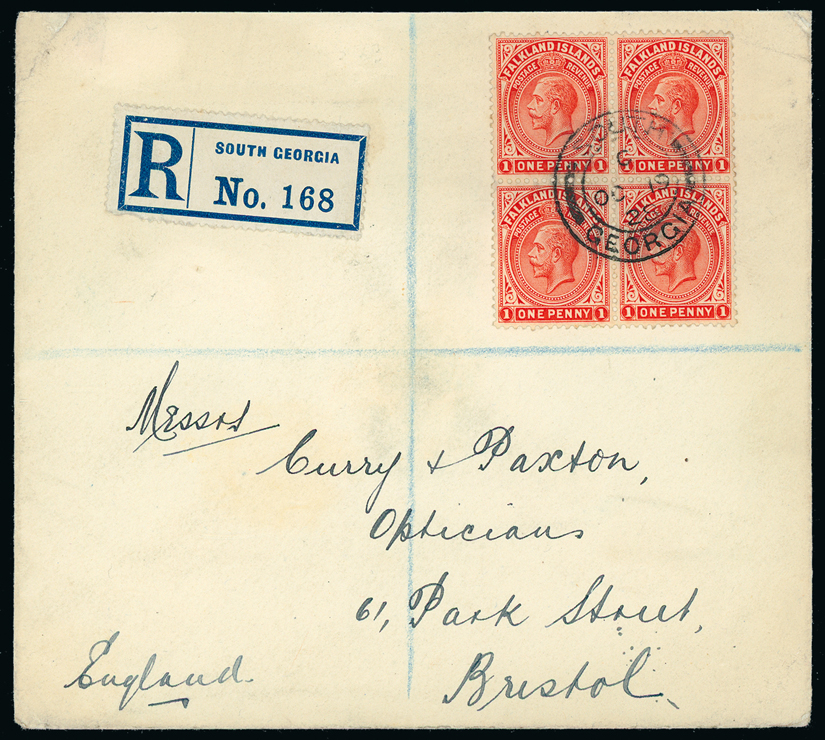 R
SOUTH GEORGIA
No. 168
FALKLAND ISLANDS
POSTAGE REVENUE
1 ONE PENNY 1
FALKLAND ISLANDS
POSTAGE REVENUE
1 ONE PENNY 1
FALKLAND ISLANDS
POSTAGE REVENUE
1 ONE PENNY 1
FALKLAND ISLANDS
POSTAGE REVENUE
1 ONE PENNY 1
SOUTH
OC
GEORGIA
Messrs
Curry & Paxton,
Opticians
61, Park Street,
Bristol.
England.